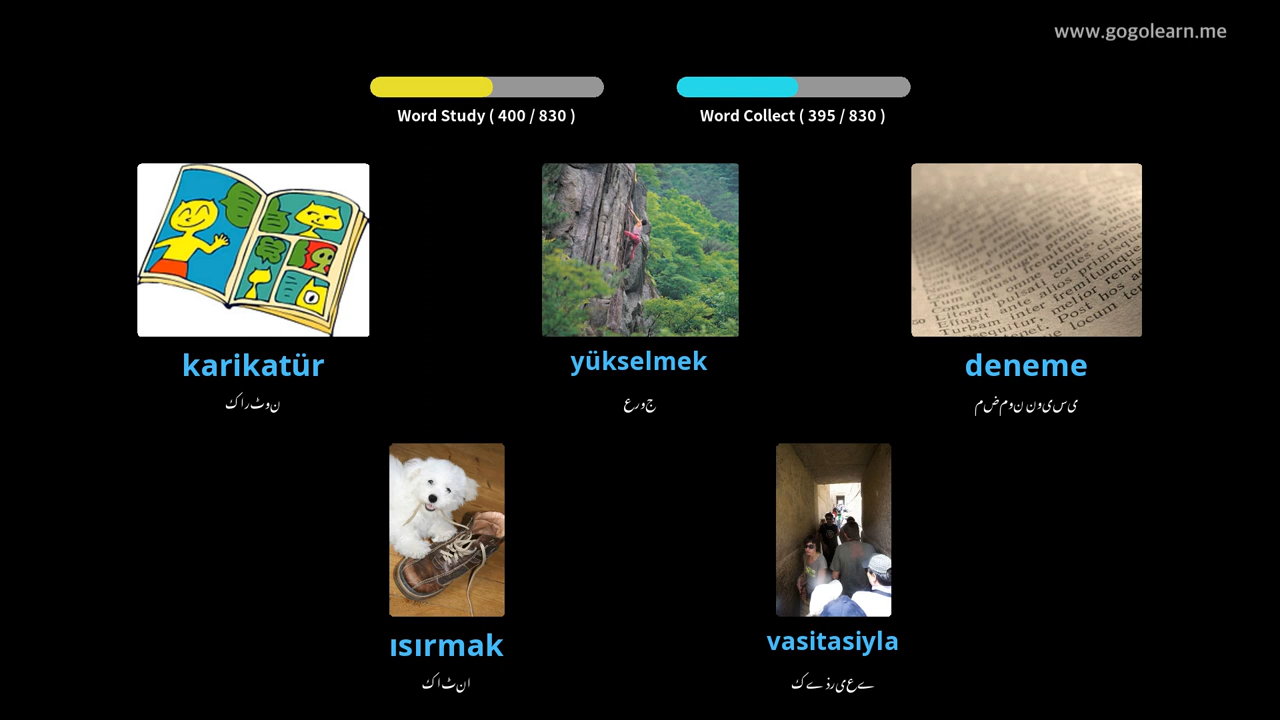 www.gogolearn.me
Word Study ( 400 / 830 )
Word Collect ( 395 / 830 )
karikatür
yükselmek
deneme
کارٹون
عروج
مضمون نویسی
ısırmak
vasitasiyla
کاٹنا
کے ذریعے